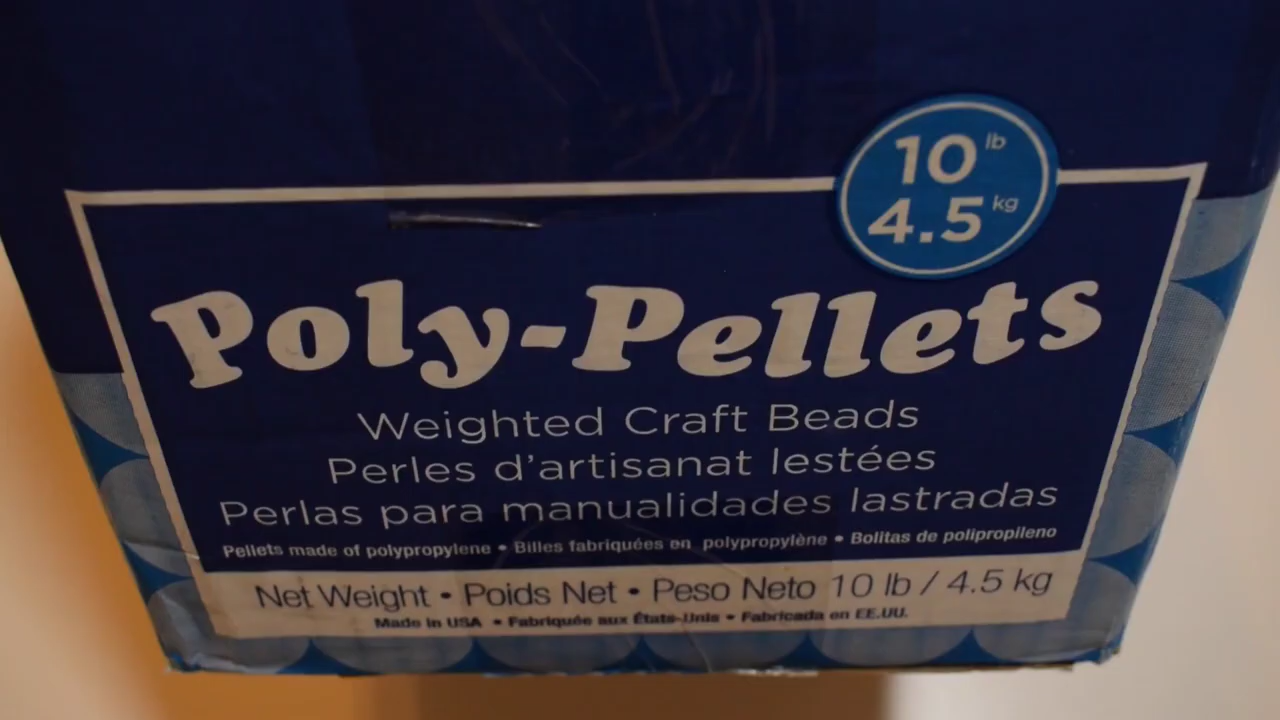 10 lb
4.5 kg
Poly-Pellets
Weighted Craft Beads
Perles d'artisanat lestées
Perlas para manualidades lastradas
Pellets made of polypropylene • Billes fabriquées en polypropylène • Bolitas de polipropileno
Net Weight • Poids Net • Peso Neto 10 lb / 4.5 kg
Made in USA • Fabriquée aux États-Unis • Fabricada en EE.UU.